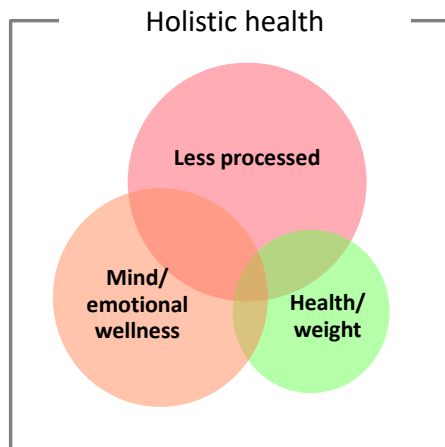 Holistic health
Less processed
Mind/
emotional
wellness
Health/
weight